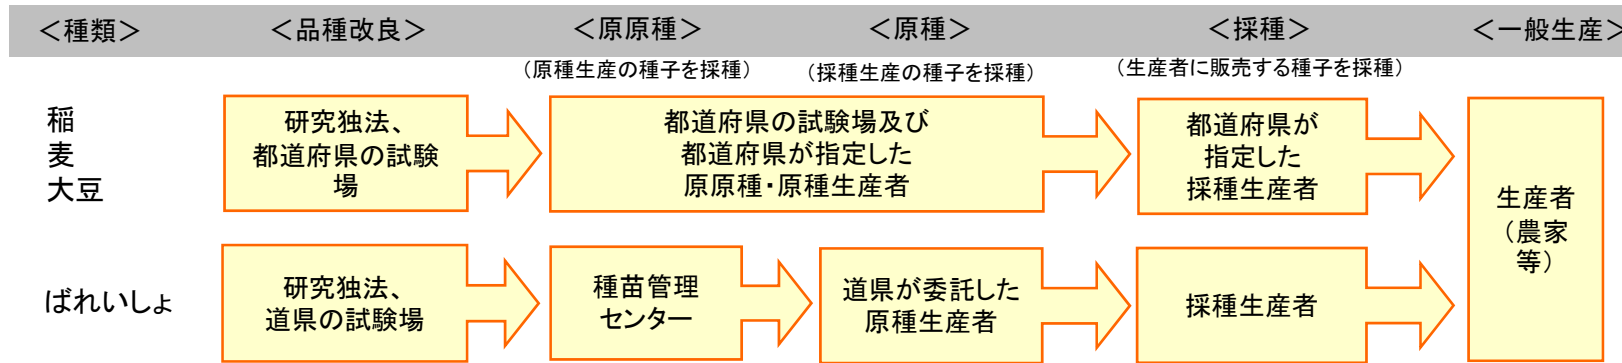 ＜種類＞ ＜品種改良＞ ＜原原種＞ ＜原種＞ ＜採種＞ ＜一般生産＞
（原種生産の種子を採種） （採種生産の種子を採種） （生産者に販売する種子を採種）
稲
麦
大豆
研究独法、
都道府県の試験
場
都道府県の試験場及び
都道府県が指定した
原原種・原種生産者
都道府県が
指定した
採種生産者
生産者
（農家
等）
ばれいしょ
研究独法、
道県の試験場
種苗管理
センター
道県が委託した
原種生産者
採種生産者